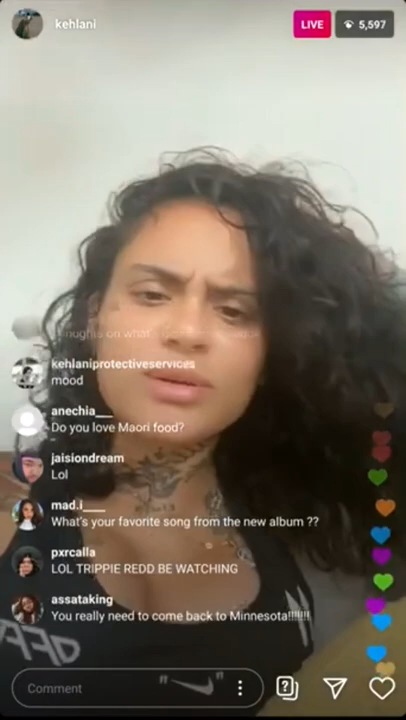 kehlani
LIVE
5,597
kehlaniprotectiveservices
mood
anechia___
Do you love Maori food?
jaisiondream
Lol
mad.i____
What's your favorite song from the new album ??
pxrcalla
LOL TRIPPIE REDD BE WATCHING
assataking
You really need to come back to Minnesota!!!!!!!
OFF
Comment